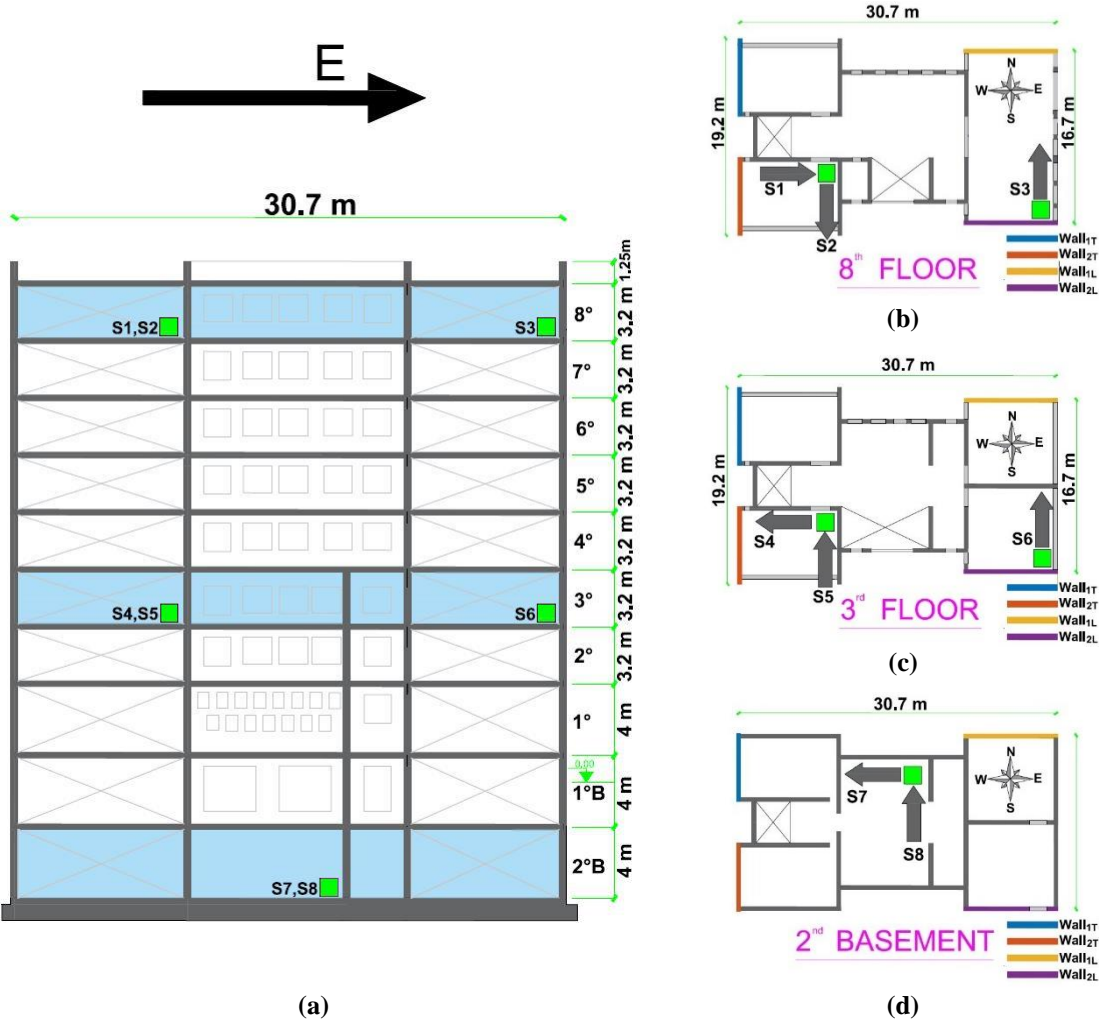 E
30.7 m
1.25m
8° 3.2 m
S1,S2
S3
7° 3.2 m
6° 3.2 m
5° 3.2 m
4° 3.2 m
3° 3.2 m
S4,S5
S6
2° 3.2 m
1° 4 m
0.00
1°B 4 m
2°B 4 m
S7,S8
(a)
30.7 m
19.2 m
16.7 m
N
W E
S
S1
S2
S3
8th FLOOR
Wall1T
Wall2T
Wall1L
Wall2L
(b)
30.7 m
19.2 m
16.7 m
N
W E
S
S4
S5
S6
3rd FLOOR
Wall1T
Wall2T
Wall1L
Wall2L
(c)
30.7 m
N
W E
S
S7
S8
2nd BASEMENT
Wall1T
Wall2T
Wall1L
Wall2L
(d)